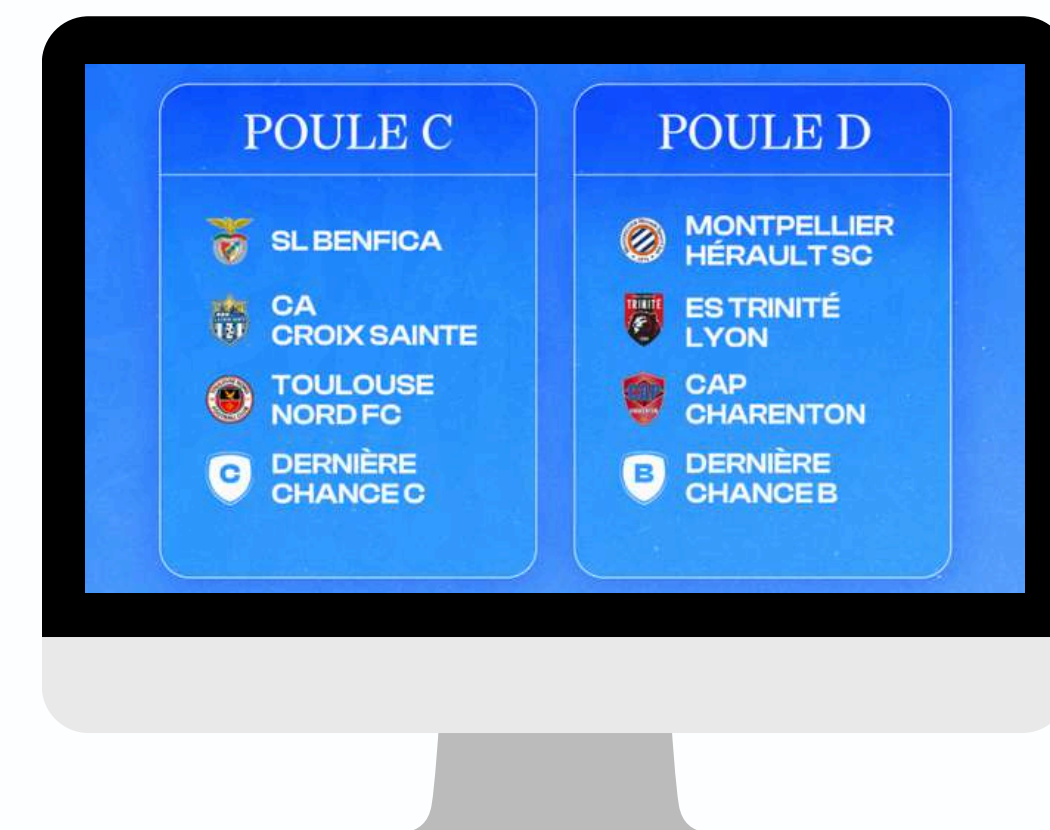 POULE C
SL BENFICA
CA
CROIX SAINTE
TOULOUSE
NORD FC
C
DERNIÈRE
CHANCE C
POULE D
MONTPELLIER
HÉRAULT SC
TRINITÉ
ES TRINITÉ
LYON
CAP
CHARENTON
B
DERNIÈRE
CHANCE B